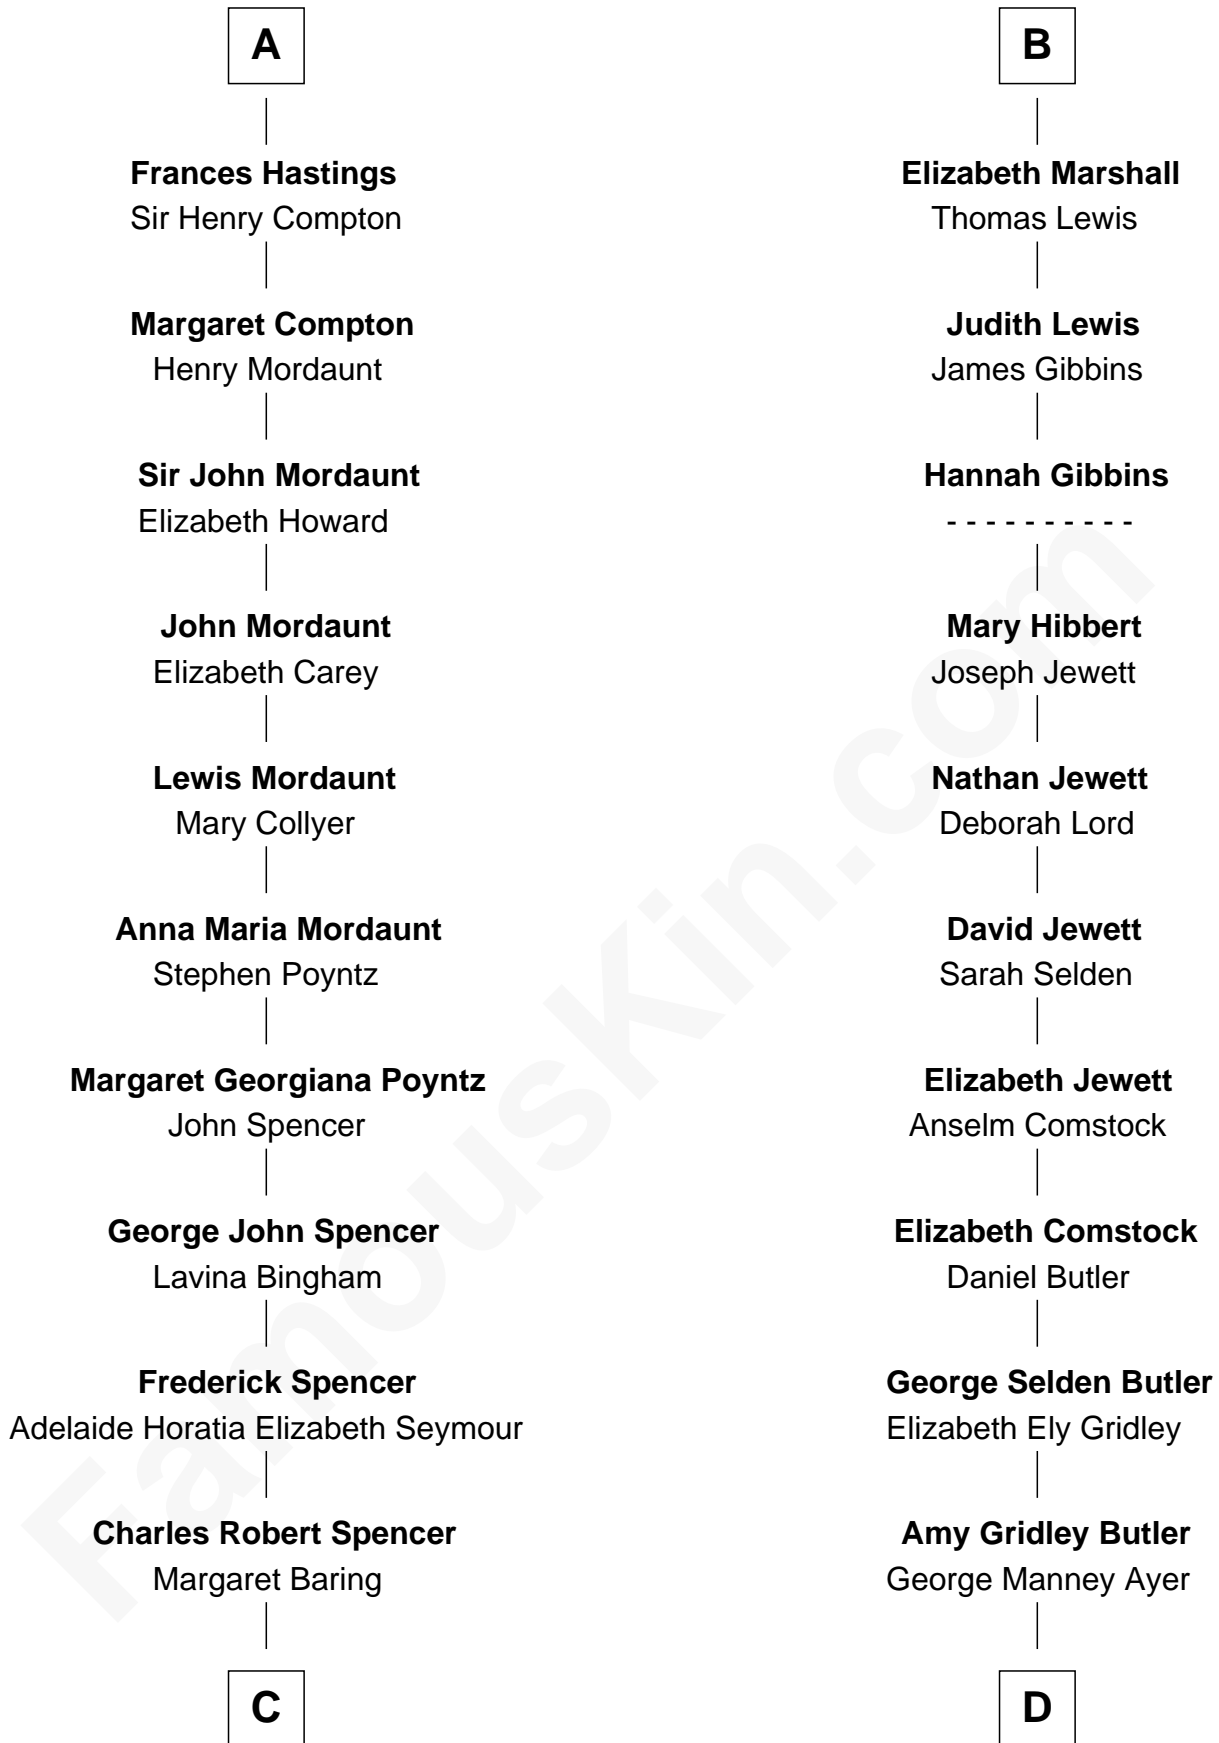 A
Frances Hastings
Sir Henry Compton
Margaret Compton
Henry Mordaunt
Sir John Mordaunt
Elizabeth Howard
John Mordaunt
Elizabeth Carey
Lewis Mordaunt
Mary Collyer
Anna Maria Mordaunt
Stephen Poyntz
Margaret Georgiana Poyntz
John Spencer
George John Spencer
Lavina Bingham
Frederick Spencer
Adelaide Horatia Elizabeth Seymour
Charles Robert Spencer
Margaret Baring
C
B
Elizabeth Marshall
Thomas Lewis
Judith Lewis
James Gibbins
Hannah Gibbins
- - - - - - - - - -
Mary Hibbert
Joseph Jewett
Nathan Jewett
Deborah Lord
David Jewett
Sarah Selden
Elizabeth Jewett
Anselm Comstock
Elizabeth Comstock
Daniel Butler
George Selden Butler
Elizabeth Ely Gridley
Amy Gridley Butler
George Manney Ayer
D
FamousKin.com